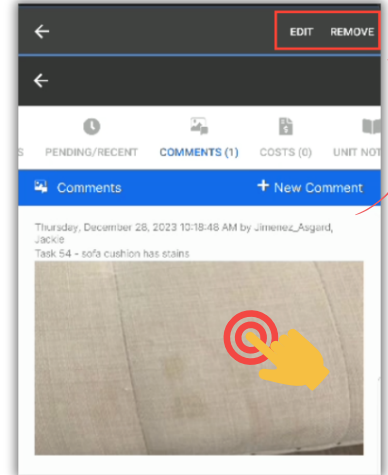 EDIT REMOVE
S PENDING/RECENT COMMENTS (1) COSTS (0) UNIT NOT
Comments + New Comment
Thursday, December 28, 2023 10:18:48 AM by Jimenez_Asgard,
Jackie
Task 54 - sofa cushion has stains